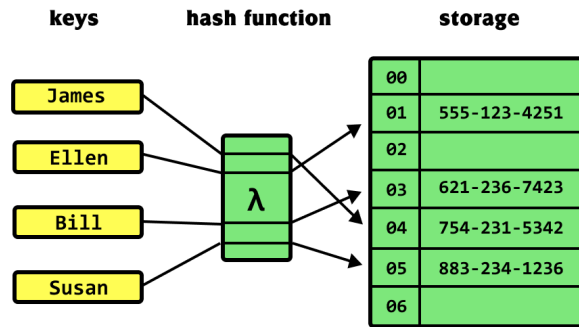 keys hash function storage
James
Ellen
Bill
Susan
λ
00
01 555-123-4251
02
03 621-236-7423
04 754-231-5342
05 883-234-1236
06